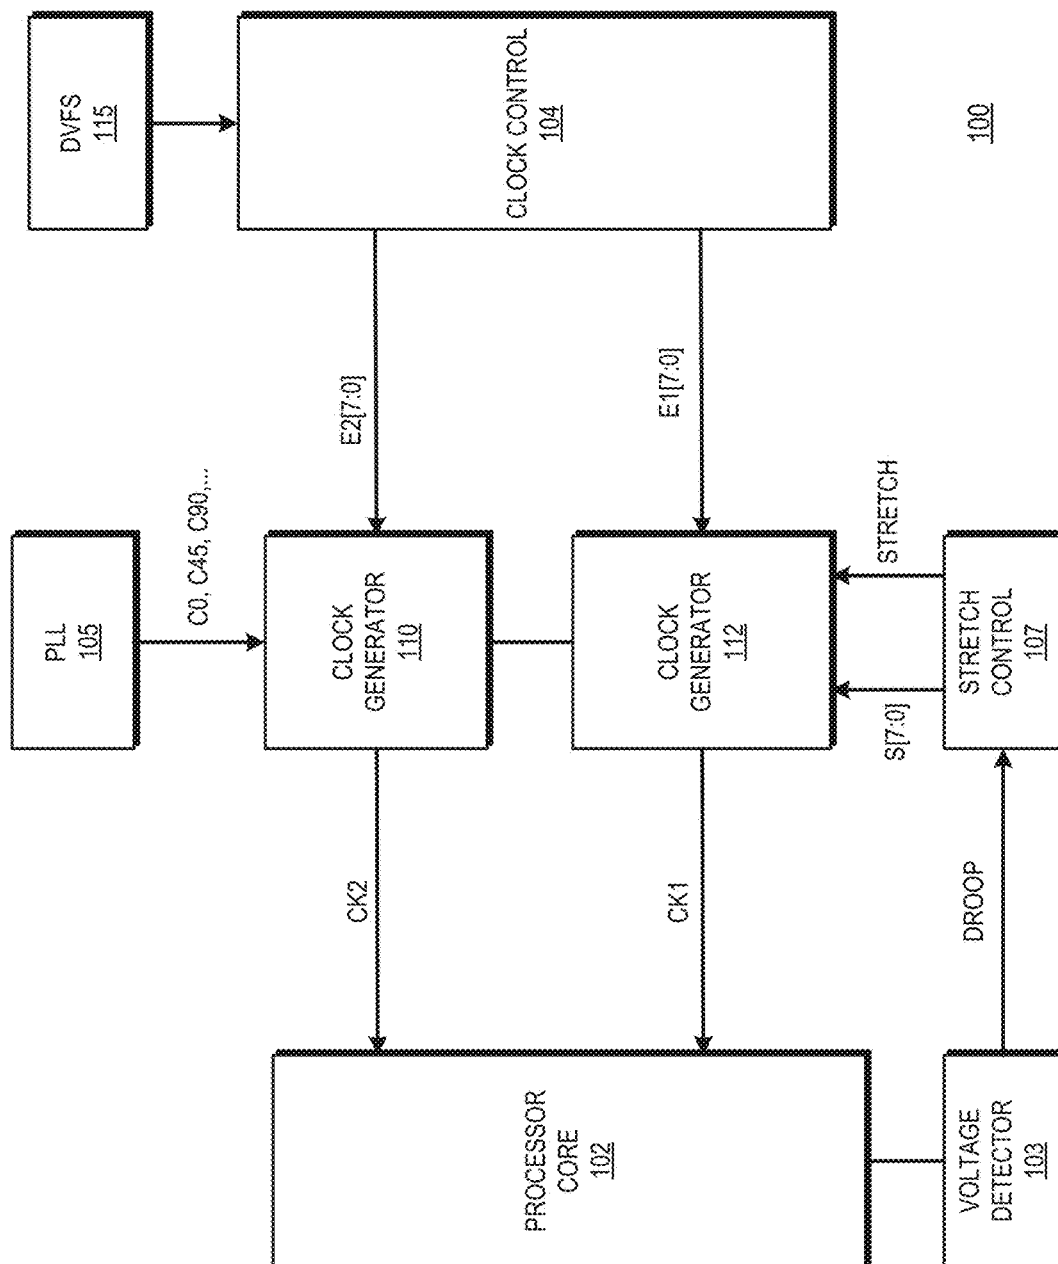 DVFS
115
CLOCK CONTROL
104
100
E2[7:0]
E1[7:0]
PLL
105
C0, C45, C90,...
CLOCK
GENERATOR
110
CLOCK
GENERATOR
112
STRETCH
S[7:0]
STRETCH
CONTROL
107
CK2
CK1
DROOP
PROCESSOR
CORE
102
VOLTAGE
DETECTOR
103